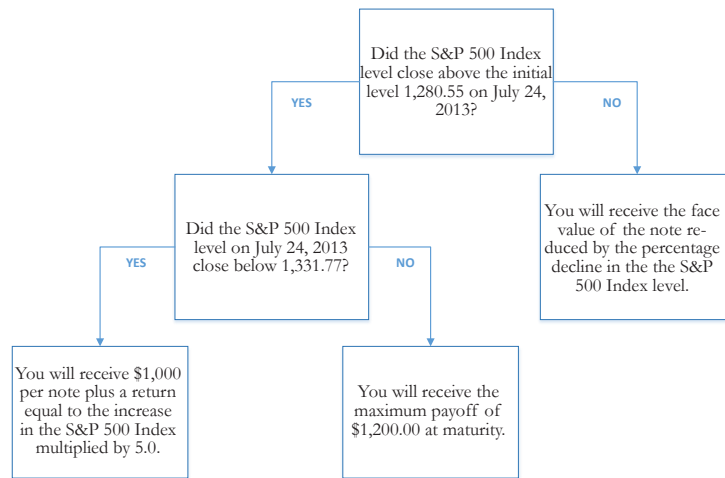 Did the S&P 500 Index
level close above the initial
level 1,280.55 on July 24,
2013?
YES
NO
Did the S&P 500 Index
level on July 24, 2013
close below 1,331.77?
You will receive the face
value of the note re-
duced by the percentage
decline in the the S&P
500 Index level.
YES
NO
You will receive $1,000
per note plus a return
equal to the increase
in the S&P 500 Index
multiplied by 5.0.
You will receive the
maximum payoff of
$1,200.00 at maturity.